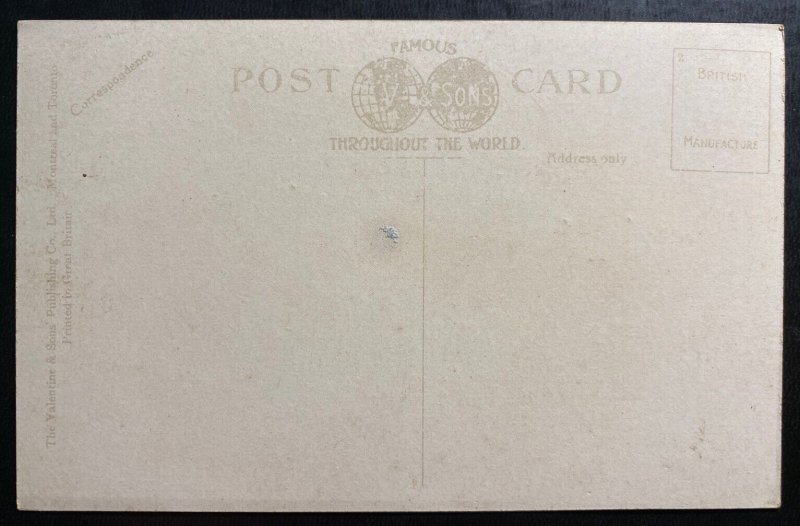 FAMOUS
POST CARD
V. & SONS
THROUGHOUT THE WORLD.
2
BRITISH
MANUFACTURE
Correspondence
Address only
The Valentine & Sons' Publishing Co., Ltd. Montreal and Toronto
Printed in Great Britain